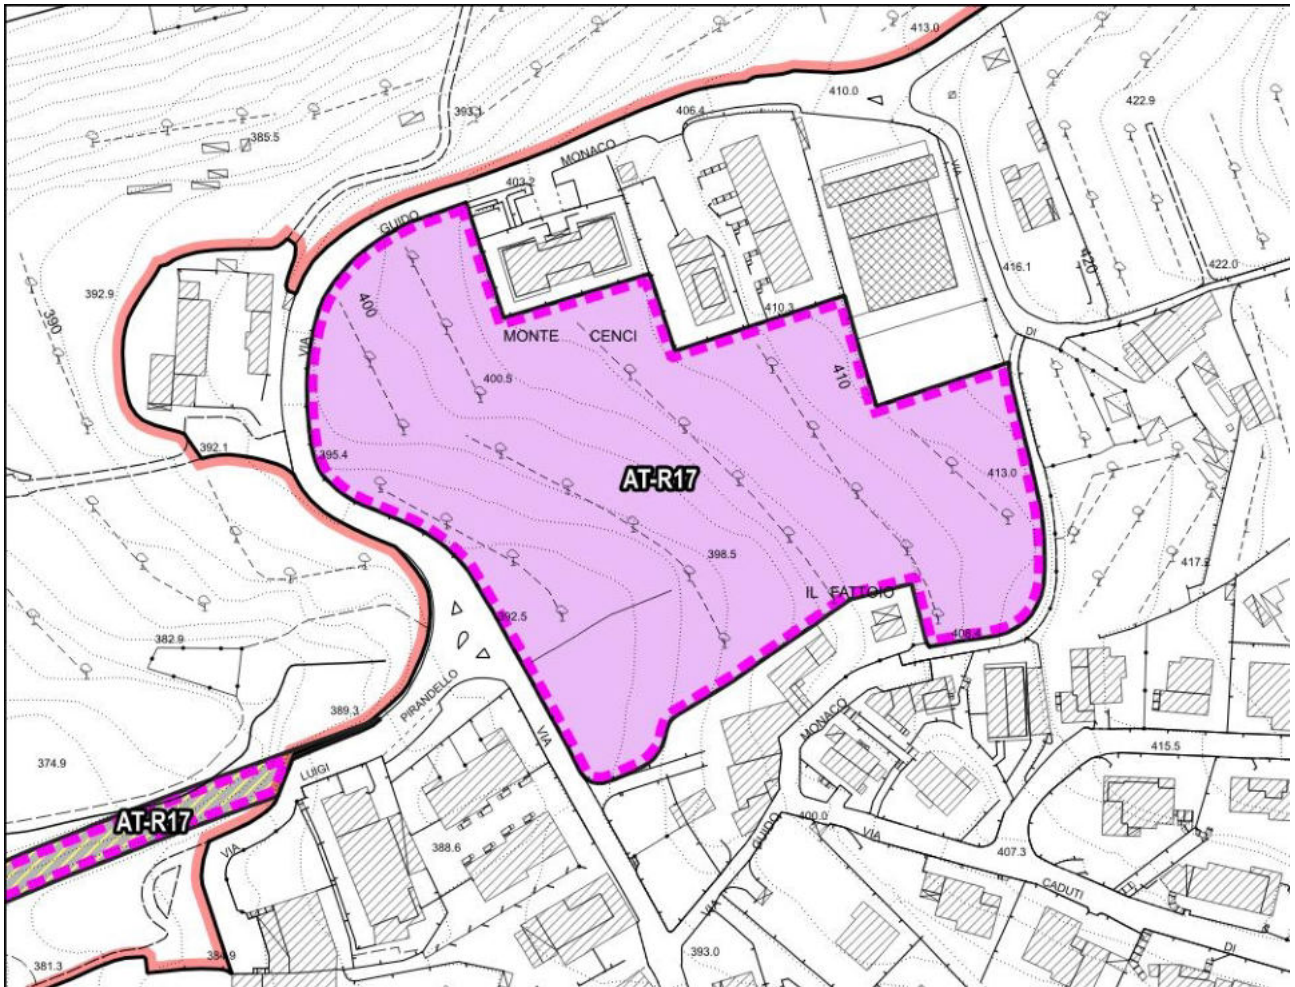 413.0
422.9
410.0
406.4
393.1
385.5
MONACO
403.2
VIA
GUIDO
416.1
420
422.0
392.9
390
400
410.3
DI
VIA
MONTE CENCI
400.5
410
392.1
395.4
AT-R17
413.0
398.5
417.2
IL FATTOIO
392.5
408.4
382.9
PIRANDELLO
389.3
MONACO
VIA
415.5
374.9
LUIGI
AT-R17
400.0
VIA
GUIDO
388.6
VIA
407.3
CADUTI
VIA
DI
393.0
384.9
381.3